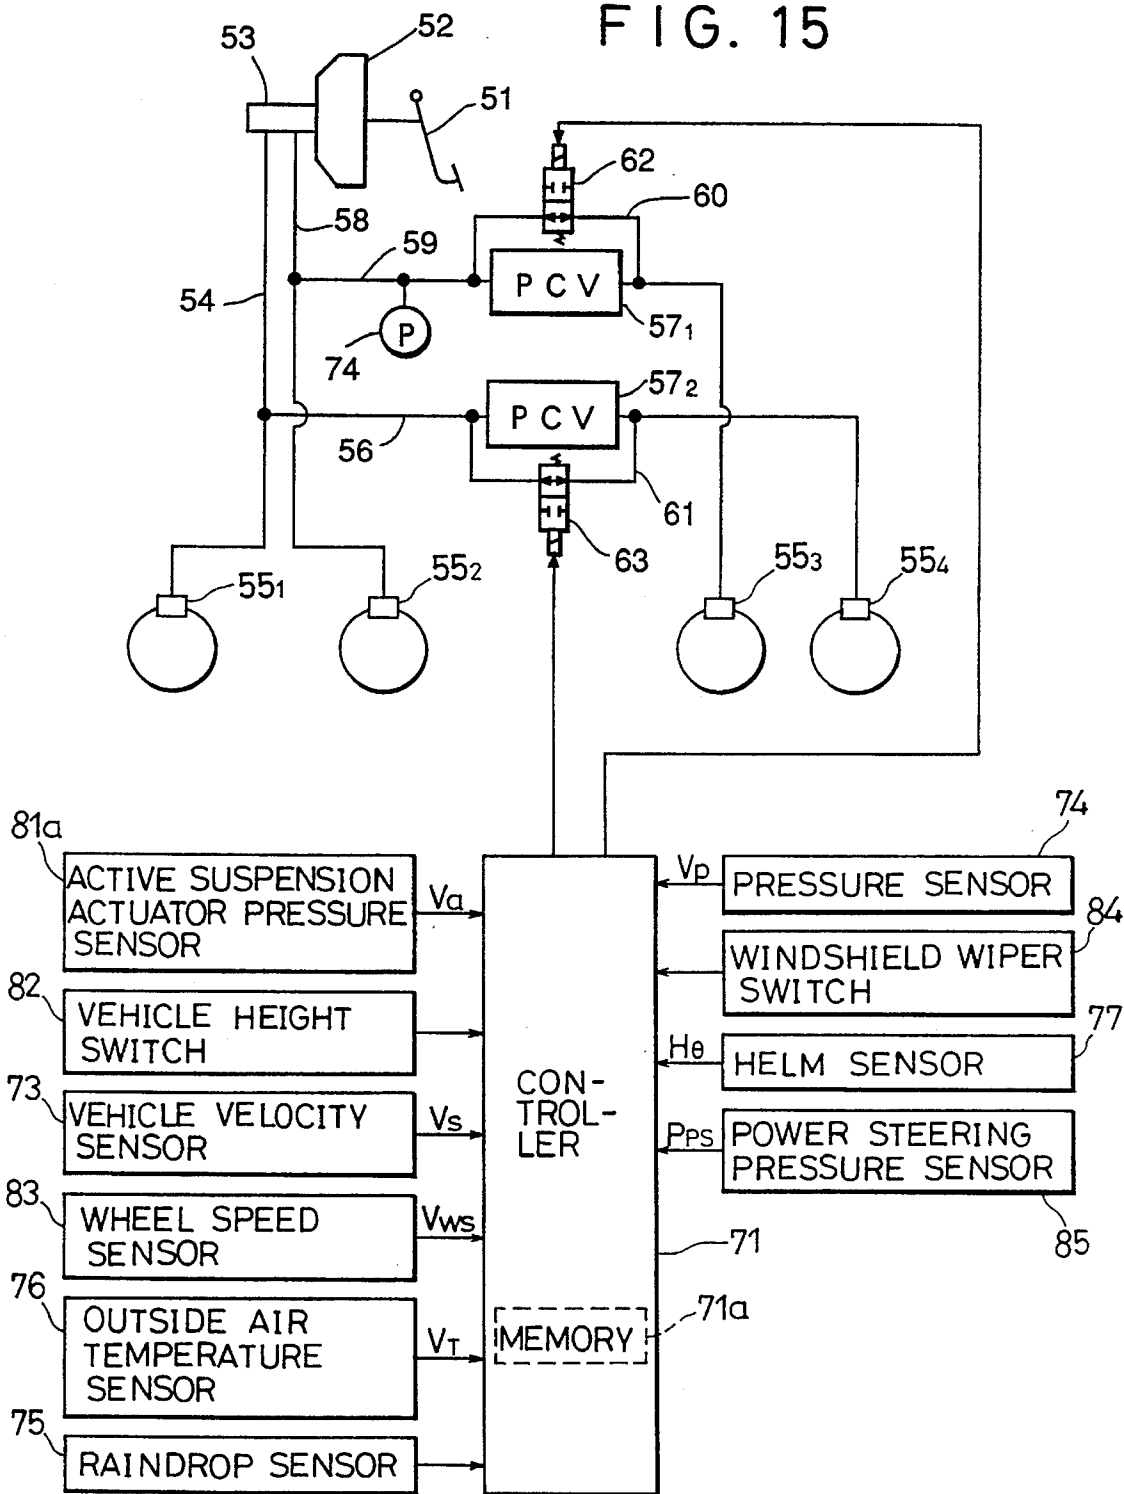 FIG. 15
53
52
51
62
60
58
59
54
PCV
57₁
P
74
57₂
PCV
56
61
63
55₁
55₂
55₃
55₄
81a
ACTIVE SUSPENSION
ACTUATOR PRESSURE
SENSOR
Va
82
VEHICLE HEIGHT
SWITCH
73
VEHICLE VELOCITY
SENSOR
Vs
83
WHEEL SPEED
SENSOR
Vws
76
OUTSIDE AIR
TEMPERATURE
SENSOR
VT
75
RAINDROP SENSOR
CON-
TROL-
LER
71
MEMORY
71a
74
Vp
PRESSURE SENSOR
84
WINDSHIELD WIPER
SWITCH
77
Hθ
HELM SENSOR
PPS
POWER STEERING
PRESSURE SENSOR
85